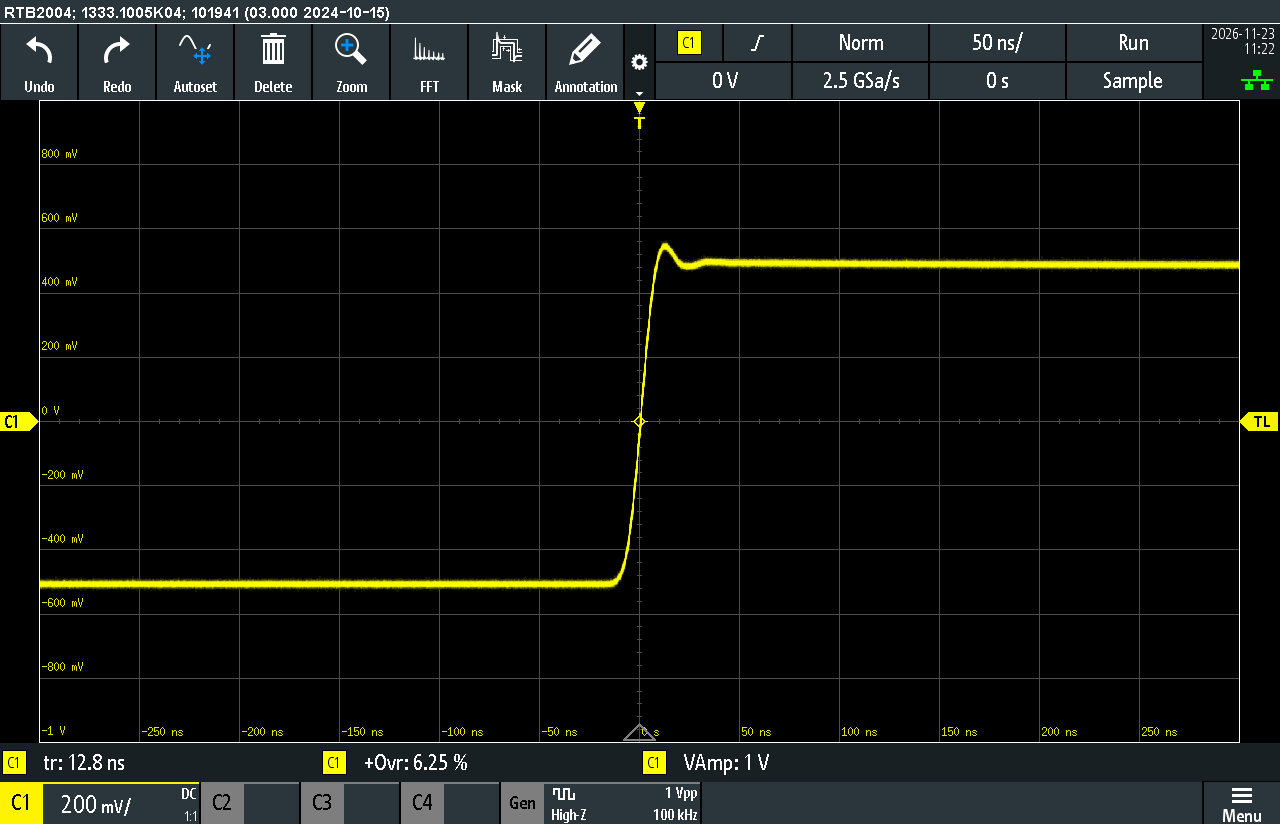 RTB2004; 1333.1005K04; 101941 (03.000 2024-10-15)
Undo Redo Autoset Delete Zoom FFT Mask Annotation
C1 Norm 50 ns/ Run
0 V 2.5 GSa/s 0 s Sample
2026-11-23
11:22
T
800 mV
600 mV
400 mV
200 mV
0 V
C1
TL
-200 mV
-400 mV
-600 mV
-800 mV
-1 V -250 ns -200 ns -150 ns -100 ns -50 ns 0 s 50 ns 100 ns 150 ns 200 ns 250 ns
C1 tr: 12.8 ns C1 +Ovr: 6.25 % C1 VAmp: 1 V
C1 200 mV/ DC 1:1 C2 C3 C4 Gen High-Z 1 Vpp 100 kHz Menu